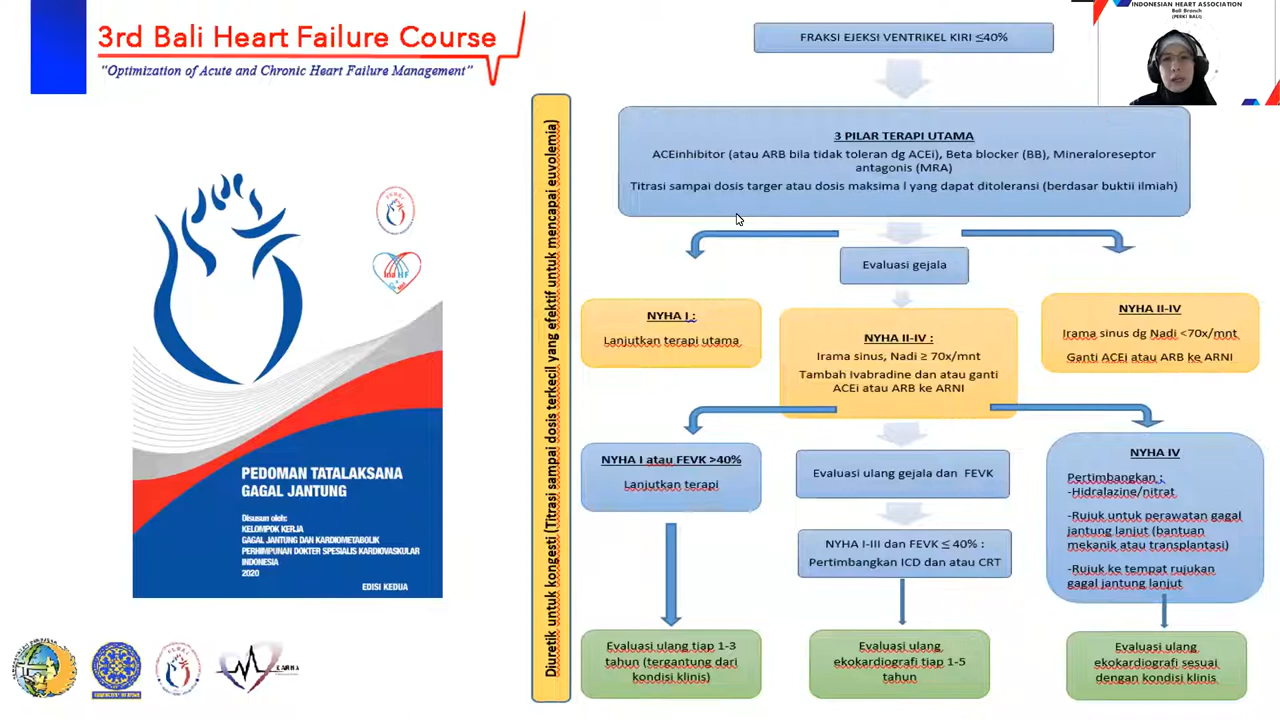 3rd Bali Heart Failure Course
“Optimization of Acute and Chronic Heart Failure Management”
INDONESIAN HEART ASSOCIATION
Bali Branch
(PERKI BALI)
PEDOMAN TATALAKSANA
GAGAL JANTUNG
Disusun oleh:
KELOMPOK KERJA
GAGAL JANTUNG DAN KARDIOMETABOLIK
PERHIMPUNAN DOKTER SPESIALIS KARDIOVASKULAR
INDONESIA
2020
EDISI KEDUA
Diuretik untuk kongesti (Titrasi sampai dosis terkecil yang efektif untuk mencapai euvolemia)
FRAKSI EJEKSI VENTRIKEL KIRI ≤40%
3 PILAR TERAPI UTAMA
ACEinhibitor (atau ARB bila tidak toleran dg ACEi), Beta blocker (BB), Mineraloreseptor
antagonis (MRA)
Titrasi sampai dosis targer atau dosis maksima l yang dapat ditoleransi (berdasar buktii ilmiah)
Evaluasi gejala
NYHA I :
Lanjutkan terapi utama
NYHA II-IV :
Irama sinus, Nadi ≥ 70x/mnt
Tambah Ivabradine dan atau ganti
ACEi atau ARB ke ARNI
NYHA II-IV
Irama sinus dg Nadi <70x/mnt
Ganti ACEi atau ARB ke ARNI
NYHA I atau FEVK >40%
Lanjutkan terapi
Evaluasi ulang gejala dan FEVK
NYHA I-III dan FEVK ≤ 40% :
Pertimbangkan ICD dan atau CRT
NYHA IV
Pertimbangkan :
-Hidralazine/nitrat
-Rujuk untuk perawatan gagal
jantung lanjut (bantuan
mekanik atau transplantasi)
-Rujuk ke tempat rujukan
gagal jantung lanjut
Evaluasi ulang tiap 1-3
tahun (tergantung dari
kondisi klinis)
Evaluasi ulang
ekokardiografi tiap 1-5
tahun
Evaluasi ulang
ekokardiografi sesuai
dengan kondisi klinis